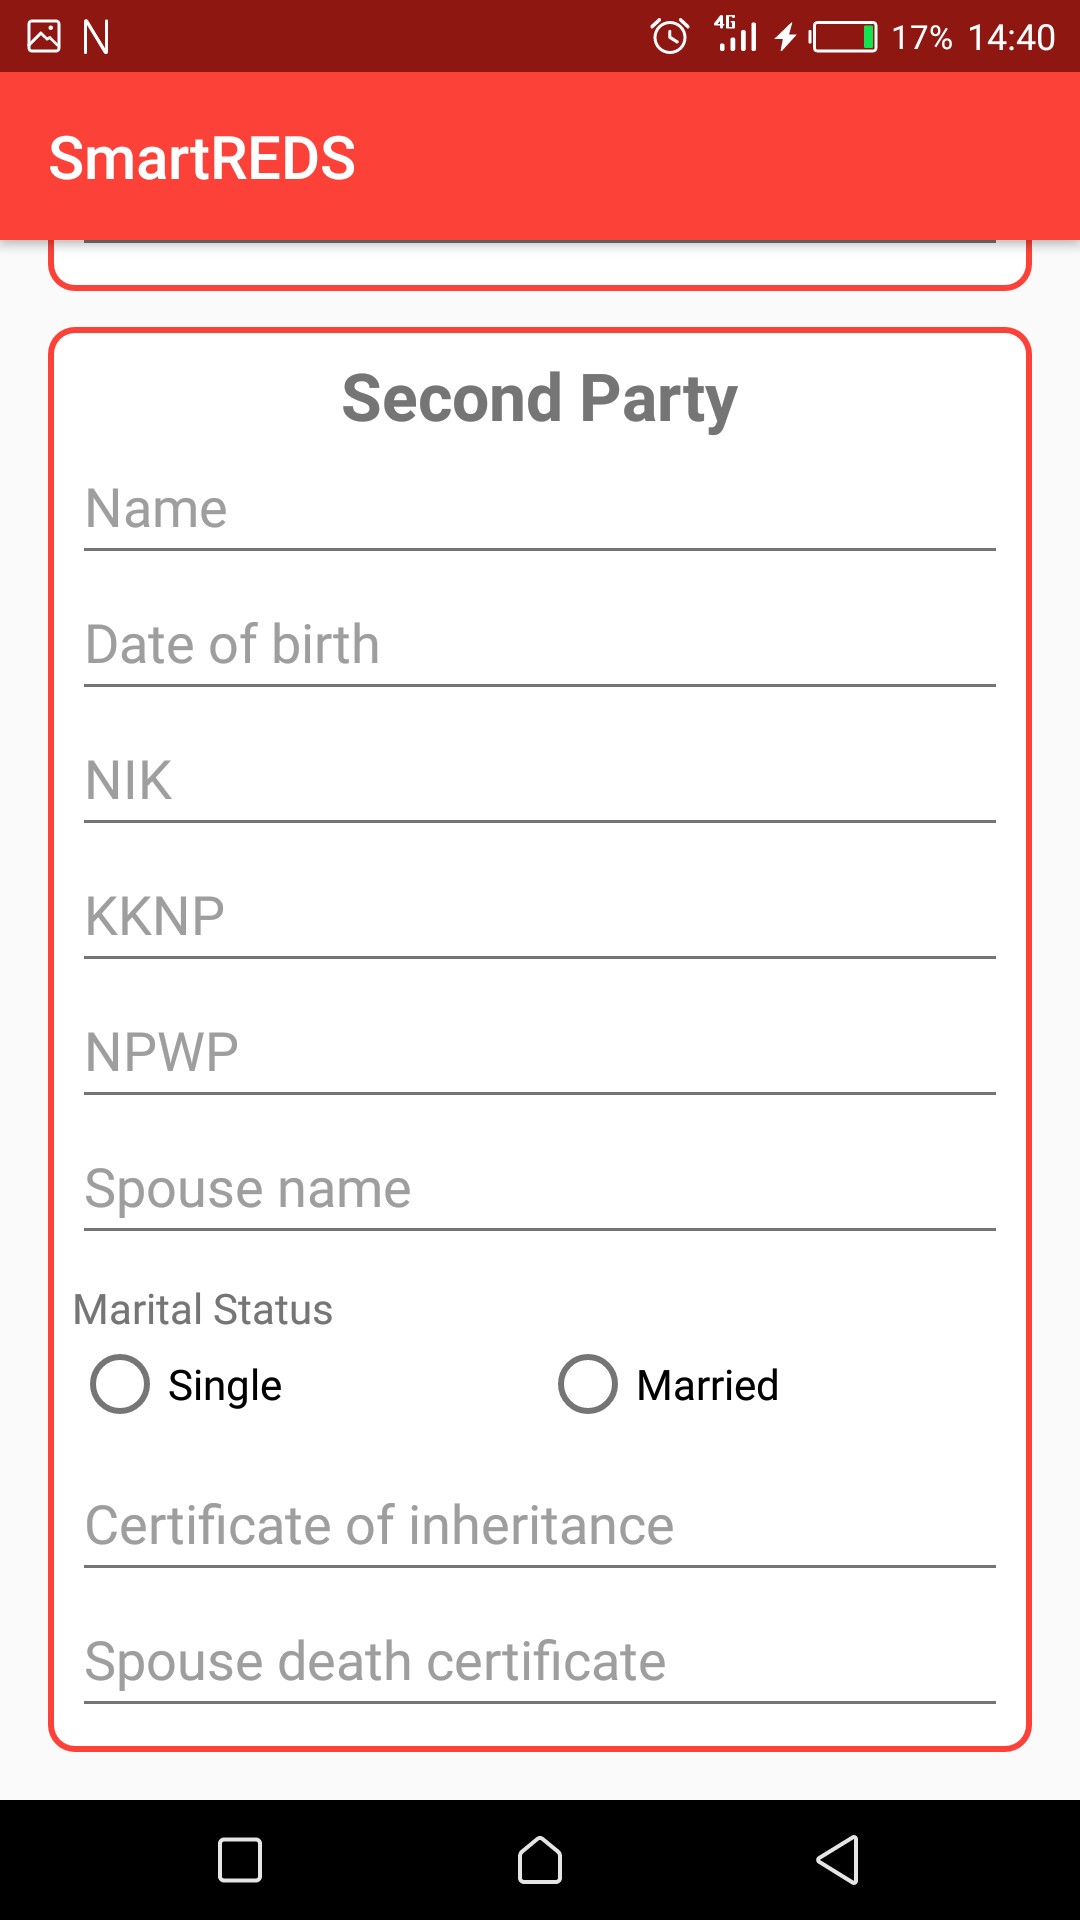 4G 17% 14:40
SmartREDS
Second Party
Name
Date of birth
NIK
KKNP
NPWP
Spouse name
Marital Status
Single Married
Certificate of inheritance
Spouse death certificate